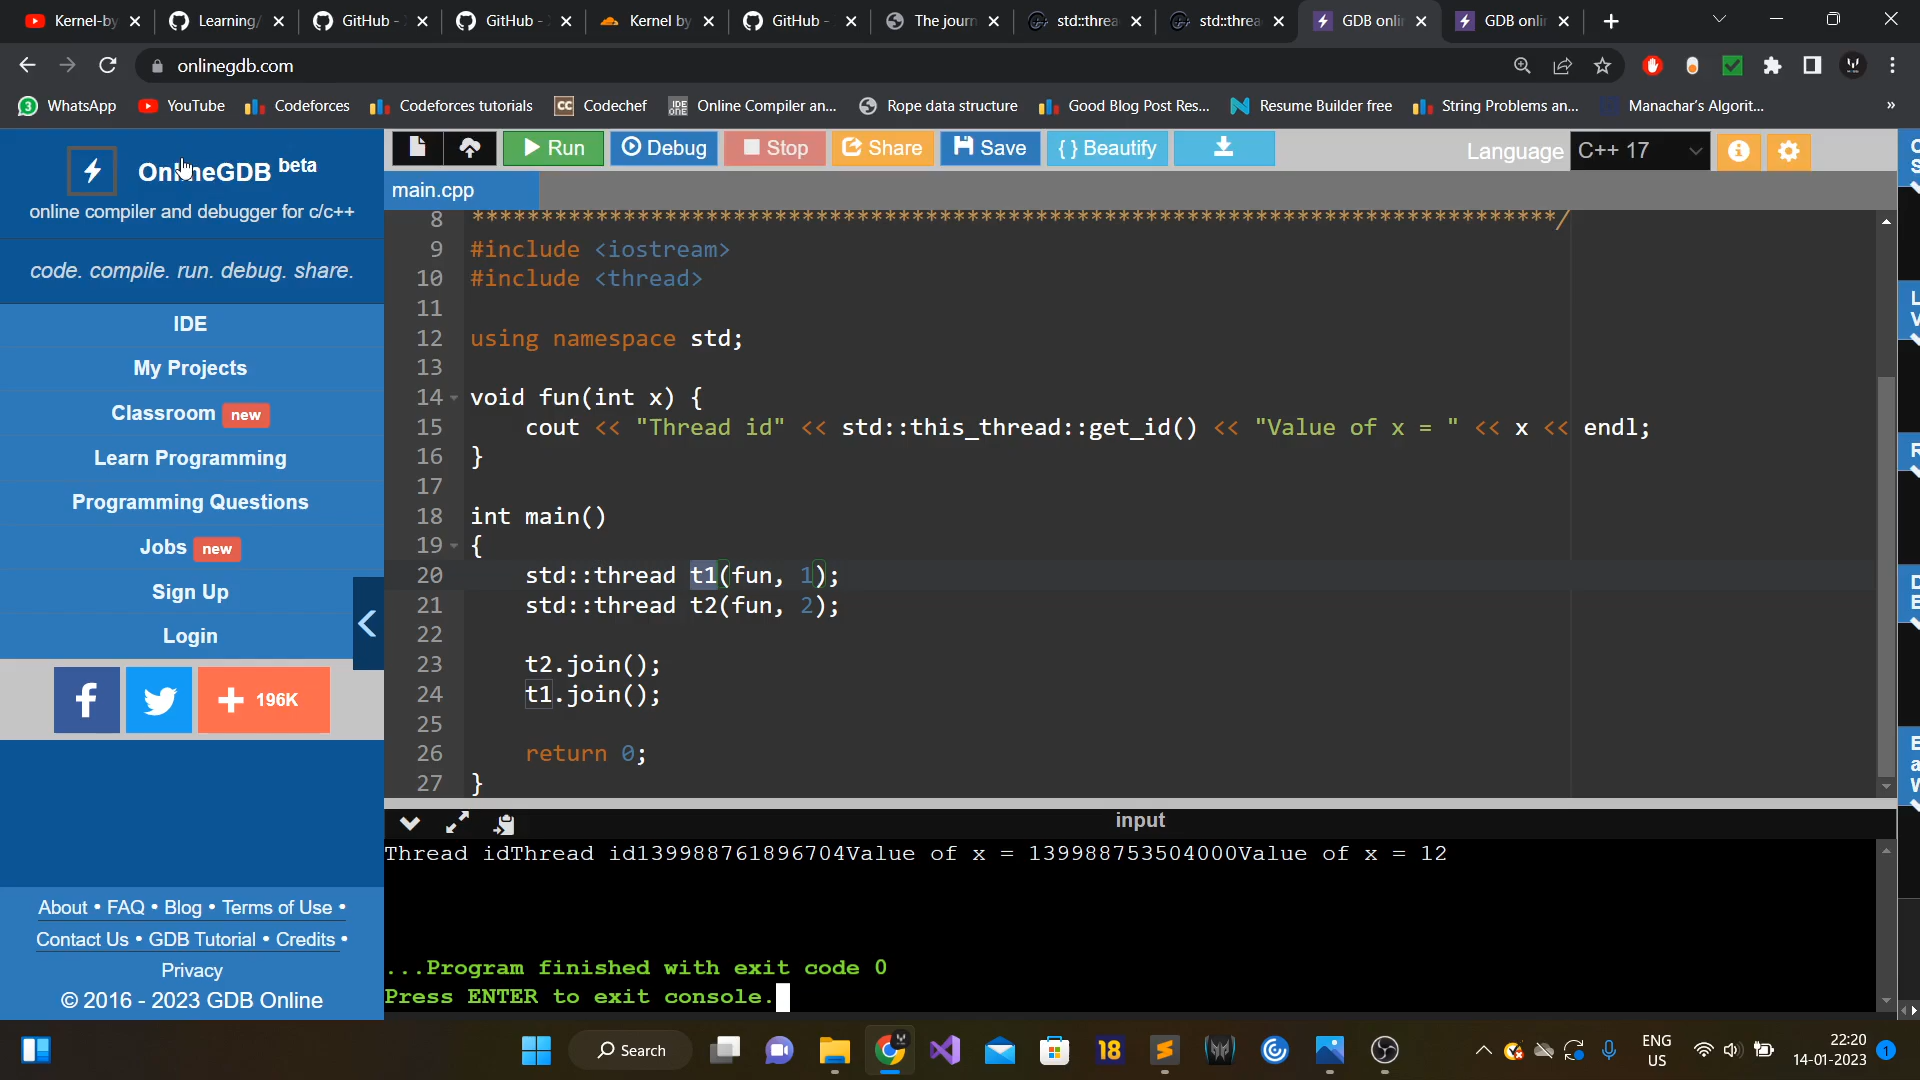 Kernel-by
Learning/
GitHub -
GitHub -
Kernel by
GitHub -
The journ
std::threa
std::threa
GDB onlin
GDB onlin
onlinegdb.com
WhatsApp
YouTube
Codeforces
Codeforces tutorials
CC Codechef
IDE ONE Online Compiler an...
Rope data structure
Good Blog Post Res...
Resume Builder free
String Problems an...
Manachar's Algorit...
»
OnlineGDB beta
online compiler and debugger for c/c++
code. compile. run. debug. share.
IDE
My Projects
Classroom new
Learn Programming
Programming Questions
Jobs new
Sign Up
Login
f
+ 196K
About • FAQ • Blog • Terms of Use •
Contact Us • GDB Tutorial • Credits •
Privacy
© 2016 - 2023 GDB Online
Run
Debug
Stop
Share
Save
{ } Beautify
Language C++ 17
main.cpp
8 *******************************************************************************/
9 #include <iostream>
10 #include <thread>
11
12 using namespace std;
13
14 void fun(int x) {
15 cout << "Thread id" << std::this_thread::get_id() << "Value of x = " << x << endl;
16 }
17
18 int main()
19 {
20 std::thread t1(fun, 1);
21 std::thread t2(fun, 2);
22
23 t2.join();
24 t1.join();
25
26 return 0;
27 }
input
Thread idThread id139988761896704Value of x = 139988753504000Value of x = 12
...Program finished with exit code 0
Press ENTER to exit console.
Search
18
ENG
US
22:20
14-01-2023
1